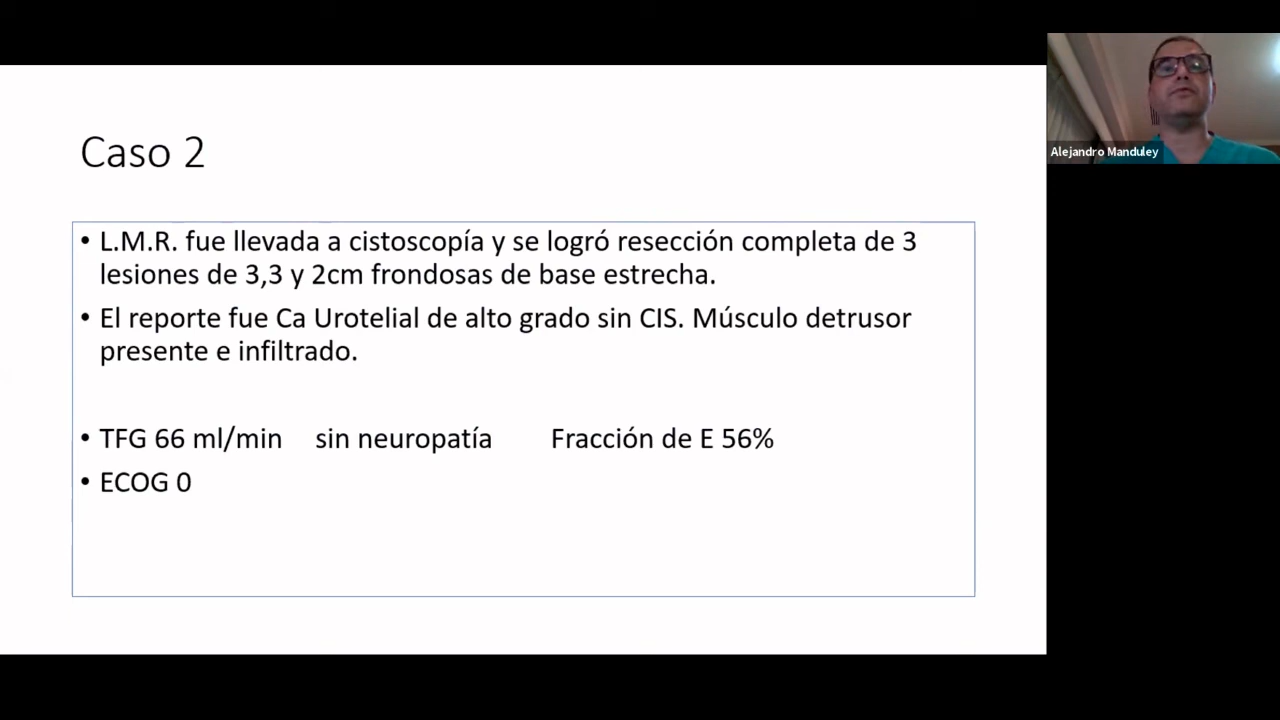 Caso 2
• L.M.R. fue llevada a cistoscopía y se logró resección completa de 3
lesiones de 3,3 y 2cm frondosas de base estrecha.
• El reporte fue Ca Urotelial de alto grado sin CIS. Músculo detrusor
presente e infiltrado.
• TFG 66 ml/min sin neuropatía Fracción de E 56%
• ECOG 0
Alejandro Manduley